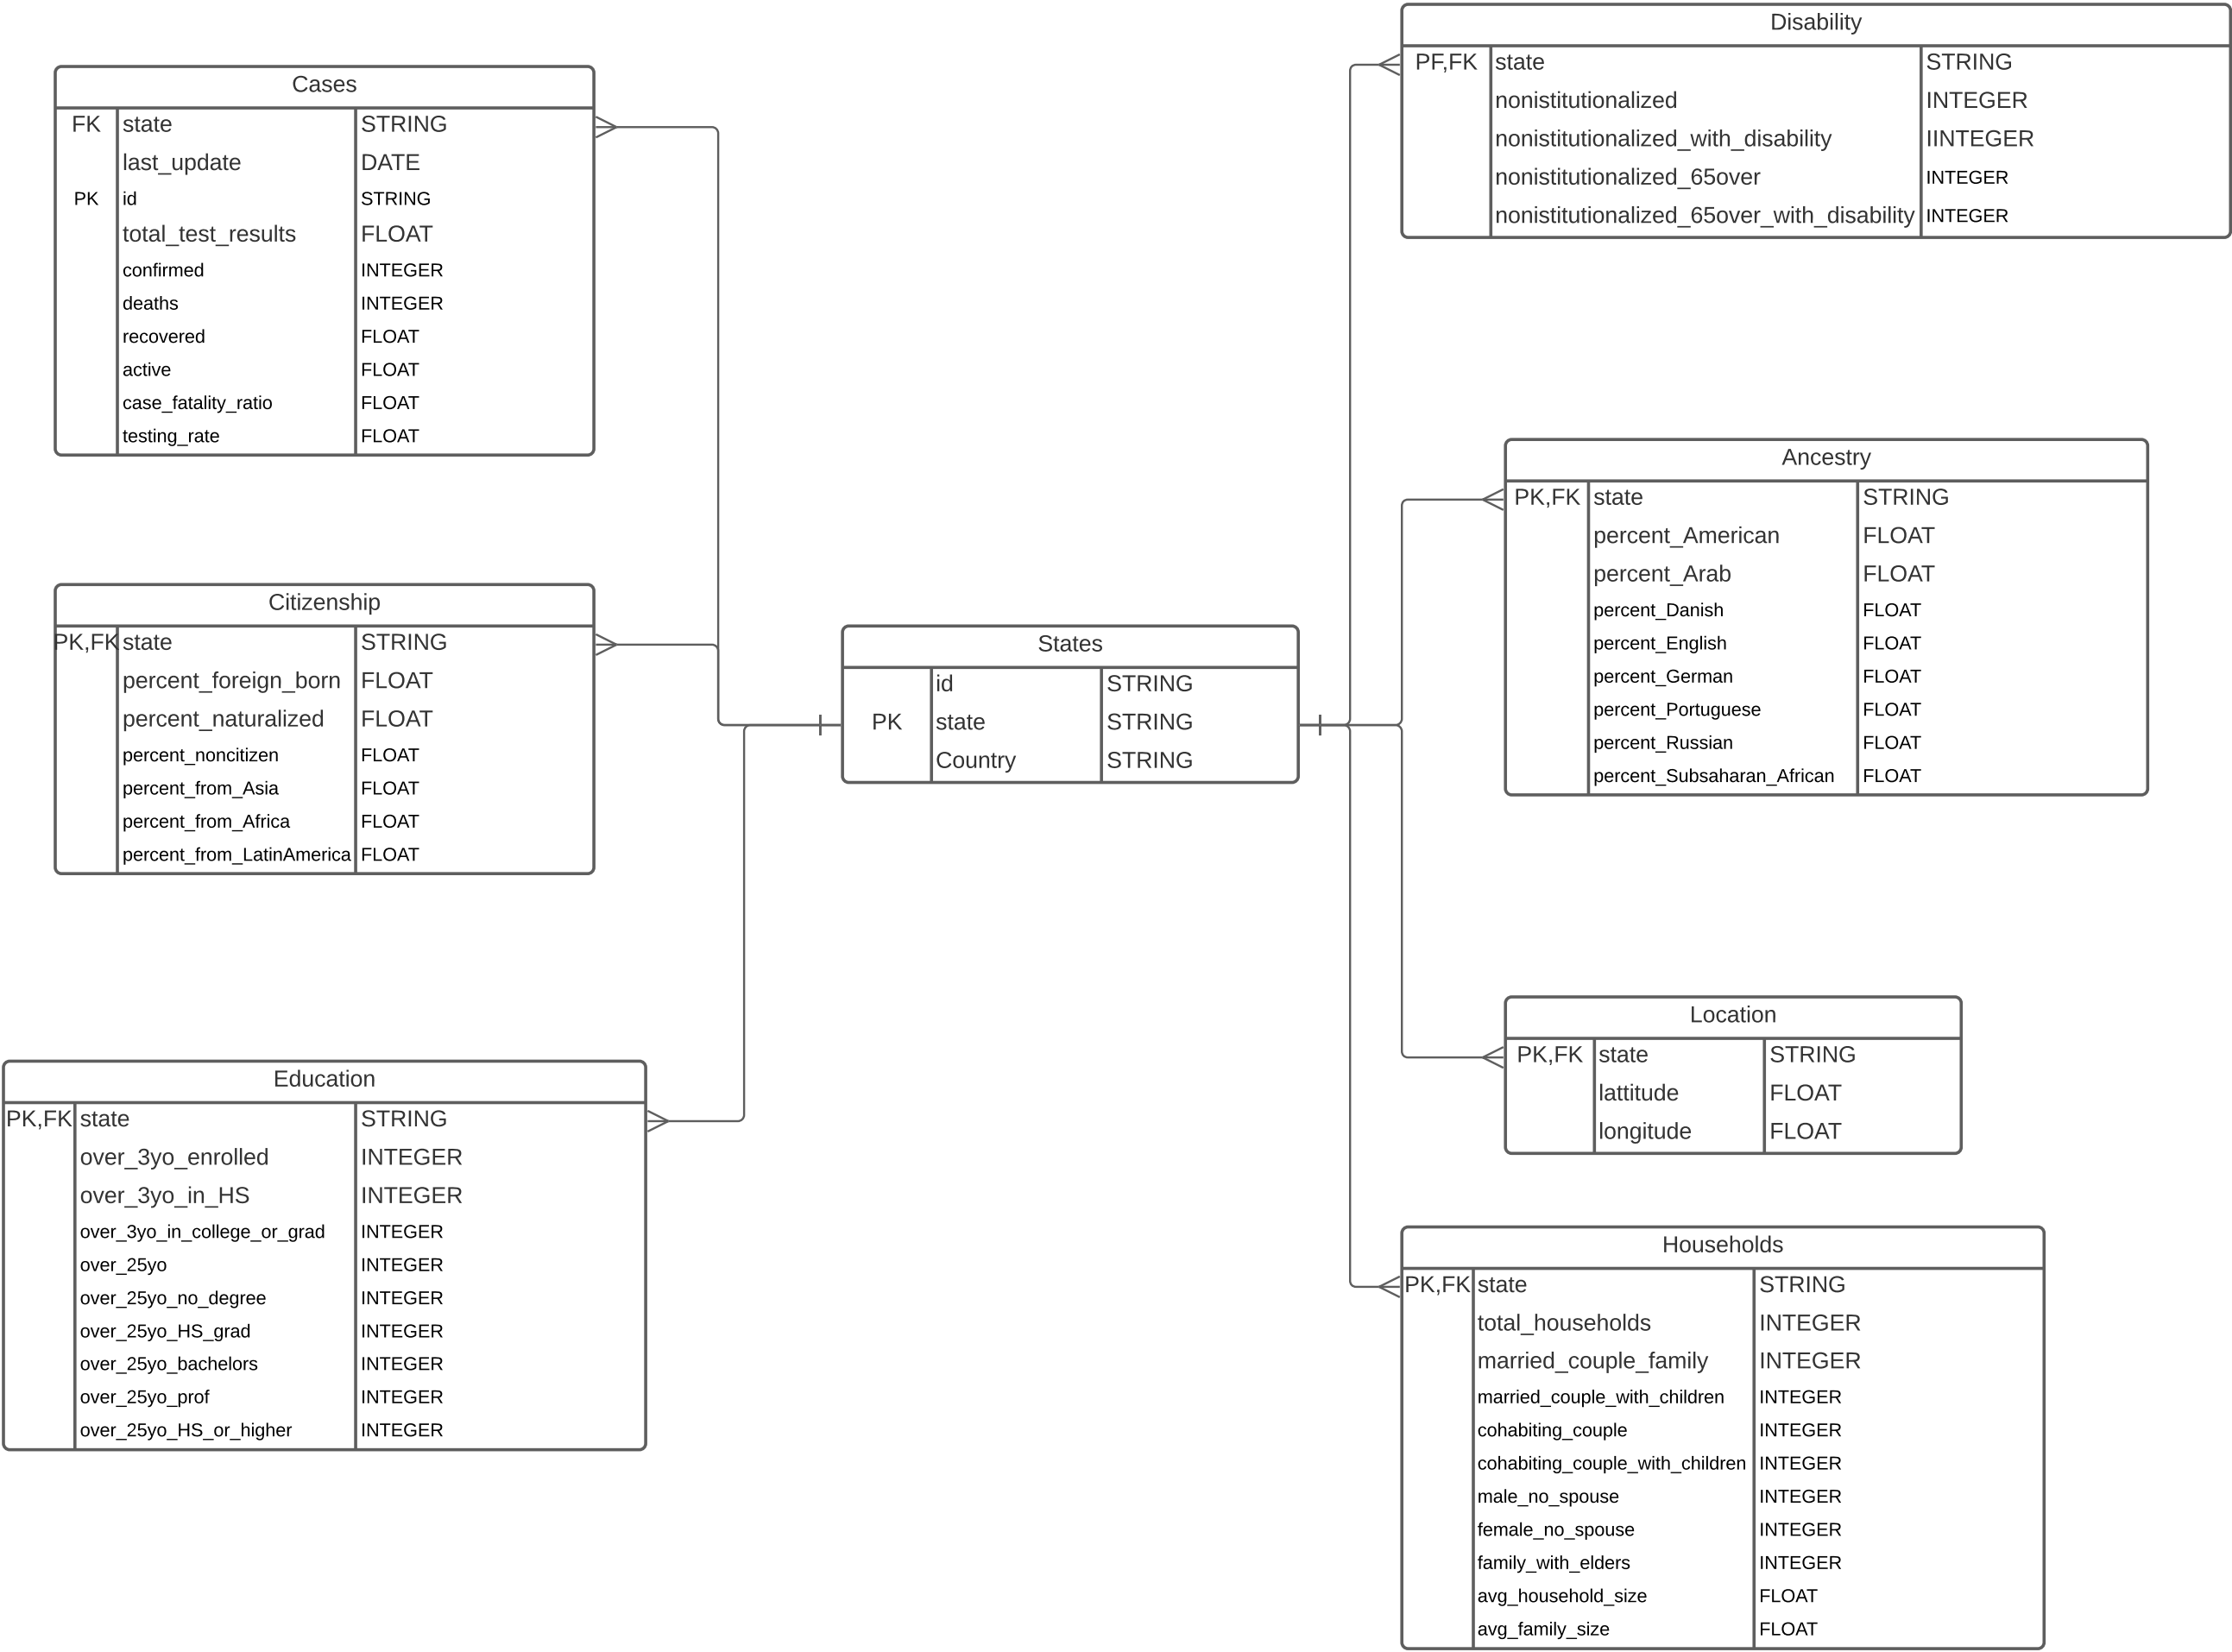 Cases
FK state STRING
last_update DATE
PK id STRING
total_test_results FLOAT
confirmed INTEGER
deaths INTEGER
recovered FLOAT
active FLOAT
case_fatality_ratio FLOAT
testing_rate FLOAT
Citizenship
PK,FK state STRING
percent_foreign_born FLOAT
percent_naturalized FLOAT
percent_noncitizen FLOAT
percent_from_Asia FLOAT
percent_from_Africa FLOAT
percent_from_LatinAmerica FLOAT
Education
PK,FK state STRING
over_3yo_enrolled INTEGER
over_3yo_in_HS INTEGER
over_3yo_in_college_or_grad INTEGER
over_25yo INTEGER
over_25yo_no_degree INTEGER
over_25yo_HS_grad INTEGER
over_25yo_bachelors INTEGER
over_25yo_prof INTEGER
over_25yo_HS_or_higher INTEGER
States
id STRING
PK state STRING
Country STRING
Disability
PF,FK state STRING
nonistitutionalized INTEGER
nonistitutionalized_with_disability IINTEGER
nonistitutionalized_65over INTEGER
nonistitutionalized_65over_with_disability INTEGER
Ancestry
PK,FK state STRING
percent_American FLOAT
percent_Arab FLOAT
percent_Danish FLOAT
percent_English FLOAT
percent_German FLOAT
percent_Portuguese FLOAT
percent_Russian FLOAT
percent_Subsaharan_African FLOAT
Location
PK,FK state STRING
lattitude FLOAT
longitude FLOAT
Households
PK,FK state STRING
total_households INTEGER
married_couple_family INTEGER
married_couple_with_children INTEGER
cohabiting_couple INTEGER
cohabiting_couple_with_children INTEGER
male_no_spouse INTEGER
female_no_spouse INTEGER
family_with_elders INTEGER
avg_household_size FLOAT
avg_family_size FLOAT